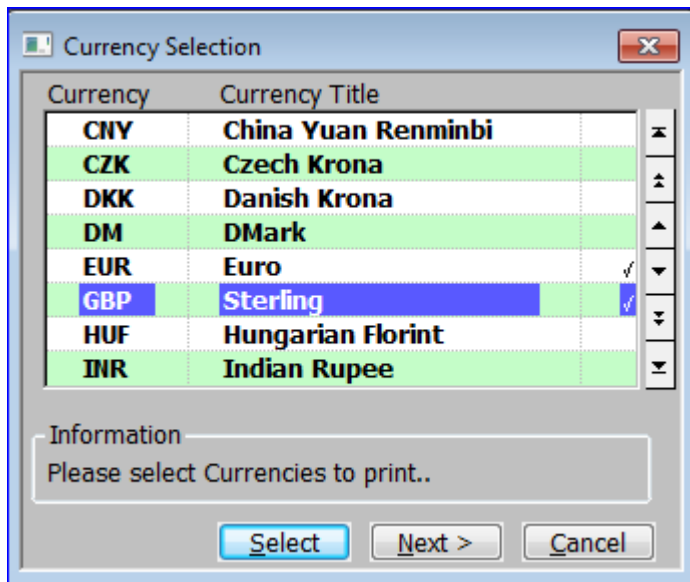 Currency Selection
Currency Currency Title
CNY China Yuan Renminbi
CZK Czech Krona
DKK Danish Krona
DM DMark
EUR Euro √
GBP Sterling √
HUF Hungarian Florint
INR Indian Rupee
Information
Please select Currencies to print..
Select Next > Cancel